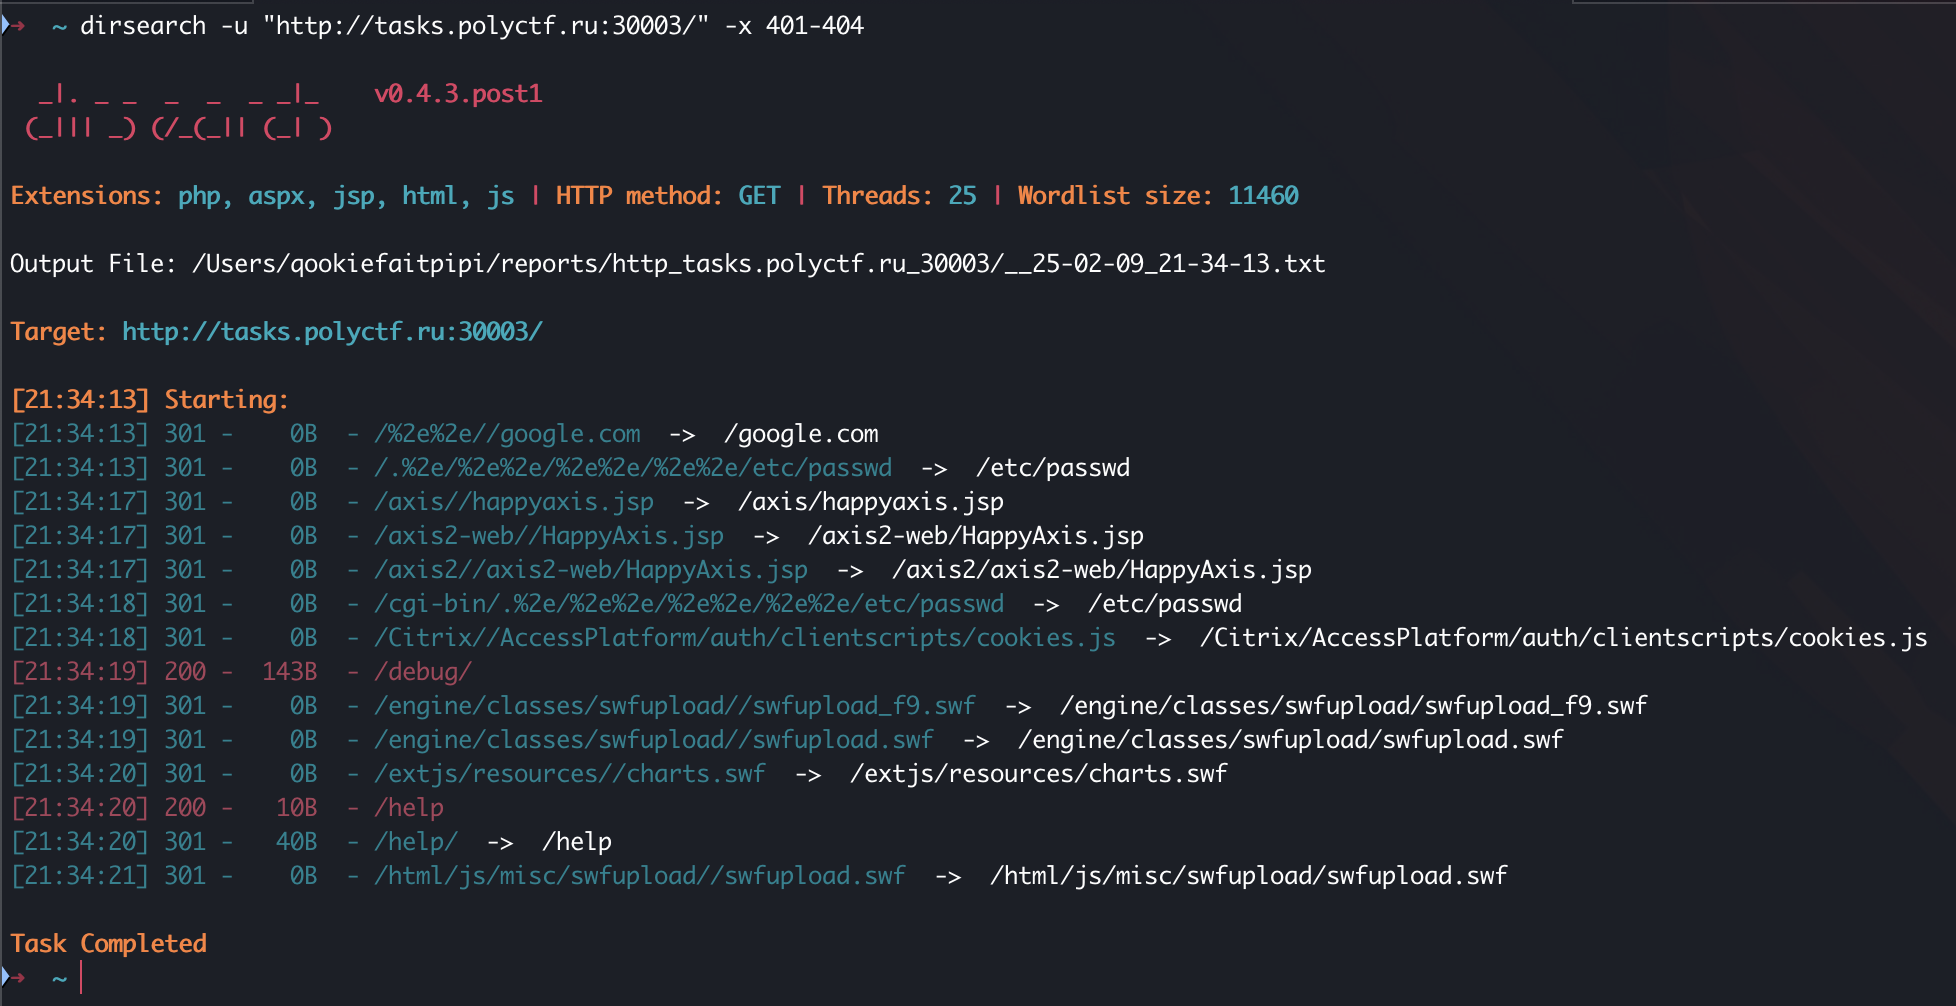 ➜ ~ dirsearch -u "http://tasks.polyctf.ru:30003/" -x 401-404
_|. _ _  _  _  _ _|_    v0.4.3.post1
(_||| _) (/_(_|| (_| )
Extensions: php, aspx, jsp, html, js | HTTP method: GET | Threads: 25 | Wordlist size: 11460
Output File: /Users/qookiefaitpipi/reports/http_tasks.polyctf.ru_30003/__25-02-09_21-34-13.txt
Target: http://tasks.polyctf.ru:30003/
[21:34:13] Starting:
[21:34:13] 301 -    0B  - /%2e%2e//google.com  ->  /google.com
[21:34:13] 301 -    0B  - /.%2e/%2e%2e/%2e%2e/%2e%2e/etc/passwd  ->  /etc/passwd
[21:34:17] 301 -    0B  - /axis//happyaxis.jsp  ->  /axis/happyaxis.jsp
[21:34:17] 301 -    0B  - /axis2-web//HappyAxis.jsp  ->  /axis2-web/HappyAxis.jsp
[21:34:17] 301 -    0B  - /axis2//axis2-web/HappyAxis.jsp  ->  /axis2/axis2-web/HappyAxis.jsp
[21:34:18] 301 -    0B  - /cgi-bin/.%2e/%2e%2e/%2e%2e/%2e%2e/etc/passwd  ->  /etc/passwd
[21:34:18] 301 -    0B  - /Citrix//AccessPlatform/auth/clientscripts/cookies.js  ->  /Citrix/AccessPlatform/auth/clientscripts/cookies.js
[21:34:19] 200 -  143B  - /debug/
[21:34:19] 301 -    0B  - /engine/classes/swfupload//swfupload_f9.swf  ->  /engine/classes/swfupload/swfupload_f9.swf
[21:34:19] 301 -    0B  - /engine/classes/swfupload//swfupload.swf  ->  /engine/classes/swfupload/swfupload.swf
[21:34:20] 301 -    0B  - /extjs/resources//charts.swf  ->  /extjs/resources/charts.swf
[21:34:20] 200 -   10B  - /help
[21:34:20] 301 -   40B  - /help/  ->  /help
[21:34:21] 301 -    0B  - /html/js/misc/swfupload//swfupload.swf  ->  /html/js/misc/swfupload/swfupload.swf
Task Completed
➜ ~